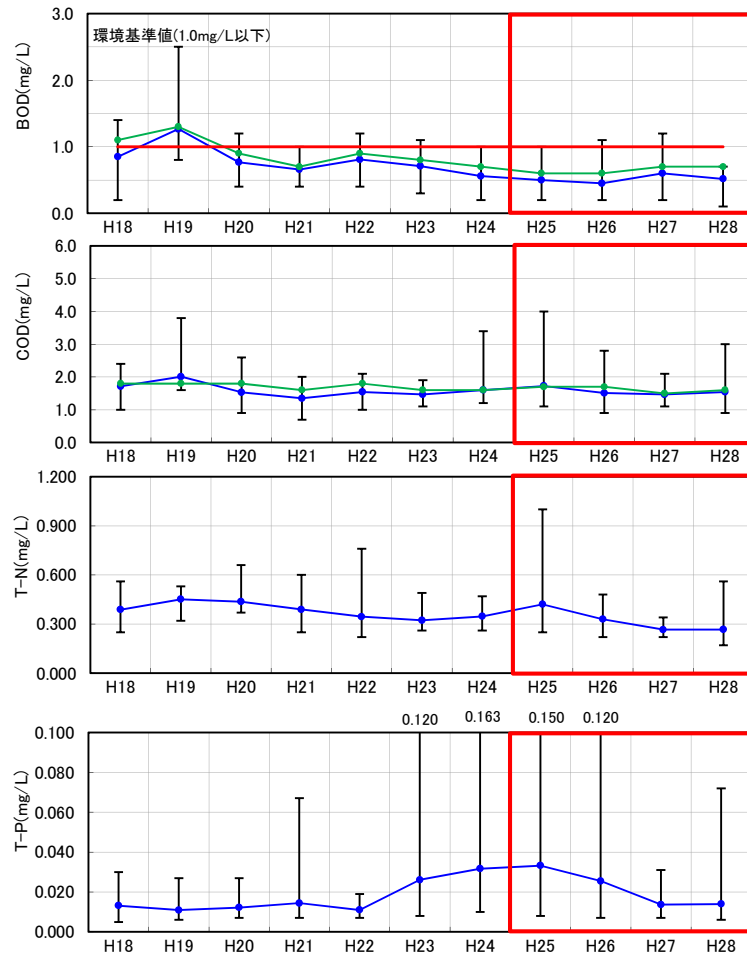 BOD(mg/L)
3.0
2.0
1.0
0.0
環境基準値(1.0mg/L以下)
H18 H19 H20 H21 H22 H23 H24 H25 H26 H27 H28
COD(mg/L)
6.0
5.0
4.0
3.0
2.0
1.0
0.0
H18 H19 H20 H21 H22 H23 H24 H25 H26 H27 H28
T-N(mg/L)
1.200
0.900
0.600
0.300
0.000
H18 H19 H20 H21 H22 H23 H24 H25 H26 H27 H28
0.120 0.163 0.150 0.120
T-P(mg/L)
0.100
0.080
0.060
0.040
0.020
0.000
H18 H19 H20 H21 H22 H23 H24 H25 H26 H27 H28